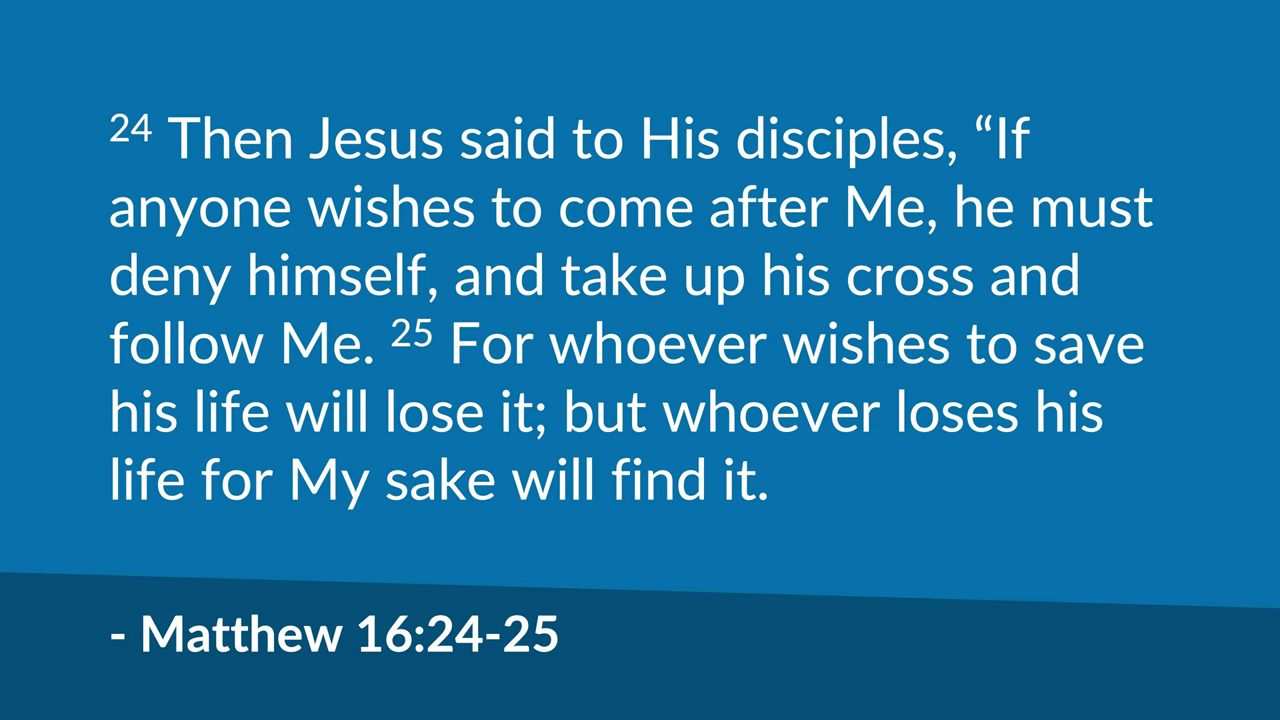 24 Then Jesus said to His disciples, “If
anyone wishes to come after Me, he must
deny himself, and take up his cross and
follow Me. 25 For whoever wishes to save
his life will lose it; but whoever loses his
life for My sake will find it.
- Matthew 16:24-25